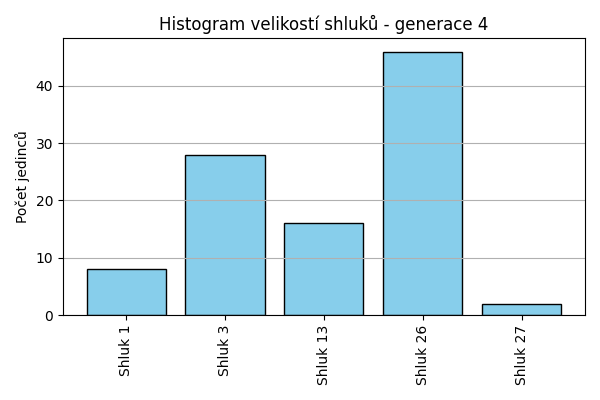 Histogram velikostí shluků - generace 4
Počet jedinců
40
30
20
10
0
Shluk 1
Shluk 3
Shluk 13
Shluk 26
Shluk 27